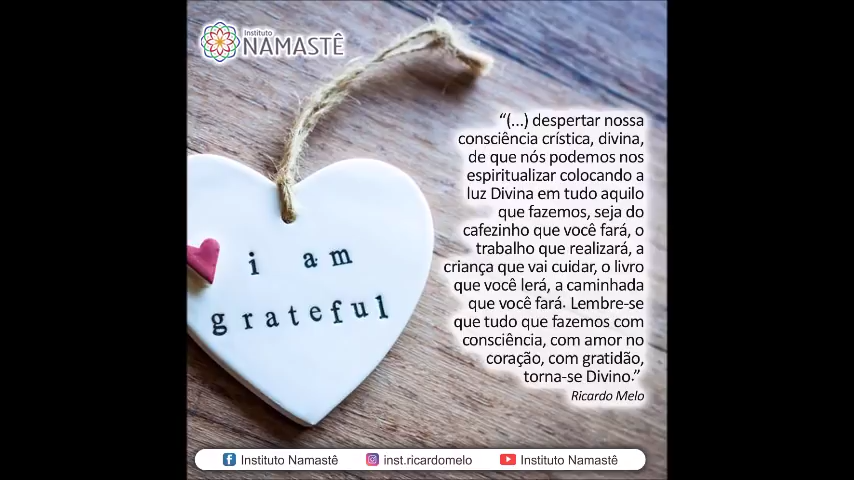 Instituto
NAMASTÊ
"(...) despertar nossa
consciência crística, divina,
de que nós podemos nos
espiritualizar colocando a
luz Divina em tudo aquilo
que fazemos, seja do
cafezinho que você fará, o
trabalho que realizará, a
criança que vai cuidar, o livro
que você lerá, a caminhada
que você fará. Lembre-se
que tudo que fazemos com
consciência, com amor no
coração, com gratidão,
torna-se Divino."
Ricardo Melo
i am
grateful
Instituto Namastê inst.ricardomelo Instituto Namastê